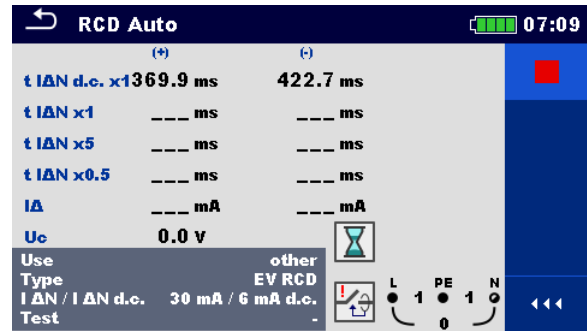 RCD Auto 07:09
(+) (-)
t IΔN d.c. x1 369.9 ms 422.7 ms
t IΔN x1 ___ ms ___ ms
t IΔN x5 ___ ms ___ ms
t IΔN x0.5 ___ ms ___ ms
IΔ ___ mA ___ mA
Uc 0.0 V
Use other
Type EV RCD
I ΔN / I ΔN d.c. 30 mA / 6 mA d.c.
Test -
L PE N
1 1
0